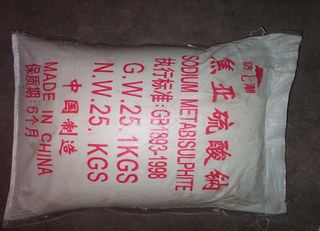 焦亚硫酸钠
SODIUM METABISULPHITE
执行标准:GB1893-1998
G.W.25.1KGS
N.W.25. KGS
中国制造
MADE IN CHINA
保质期:6个月